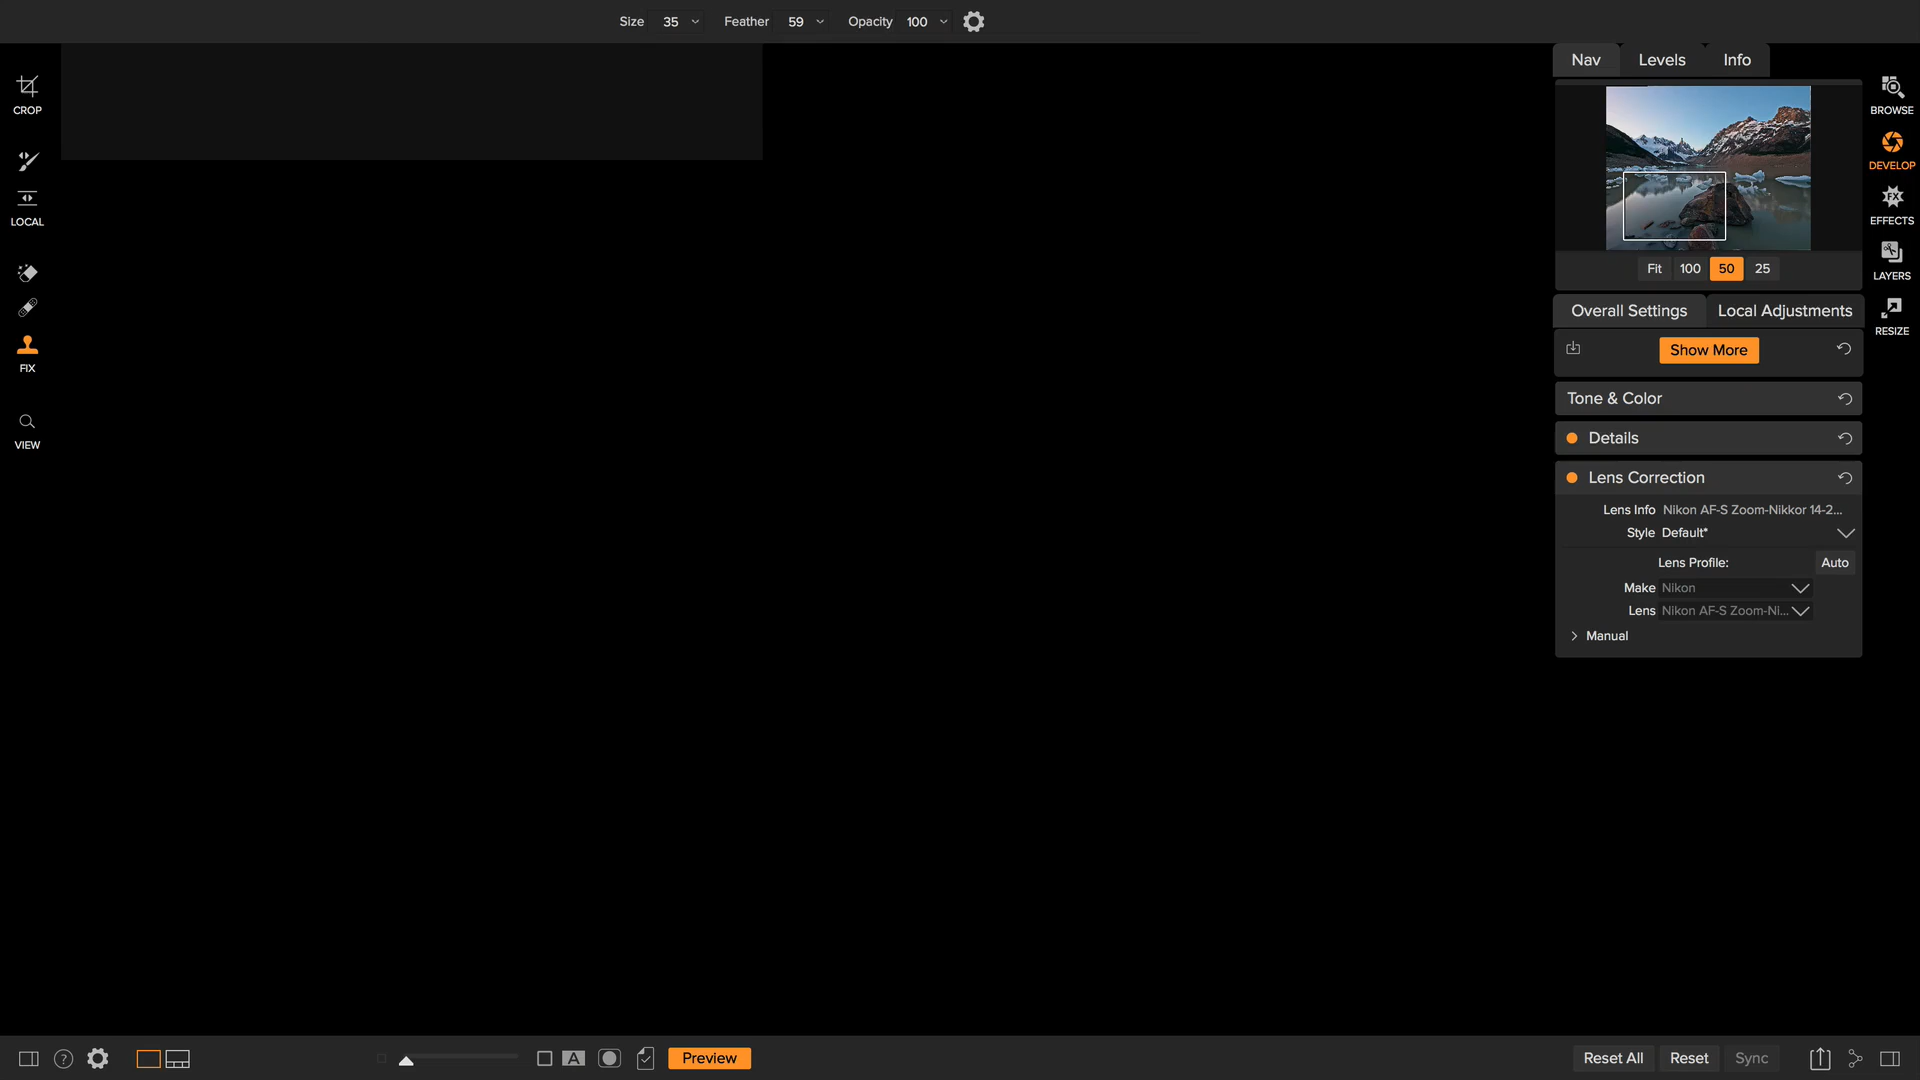 Size 35 Feather 59 Opacity 100
Nav Levels Info
CROP
LOCAL
FIX
VIEW
BROWSE
DEVELOP
EFFECTS
LAYERS
RESIZE
Fit 100 50 25
Overall Settings Local Adjustments
Show More
Tone & Color
Details
Lens Correction
Lens Info Nikon AF-S Zoom-Nikkor 14-2...
Style Default*
Lens Profile: Auto
Make Nikon
Lens Nikon AF-S Zoom-Ni...
Manual
? A Preview Reset All Reset Sync